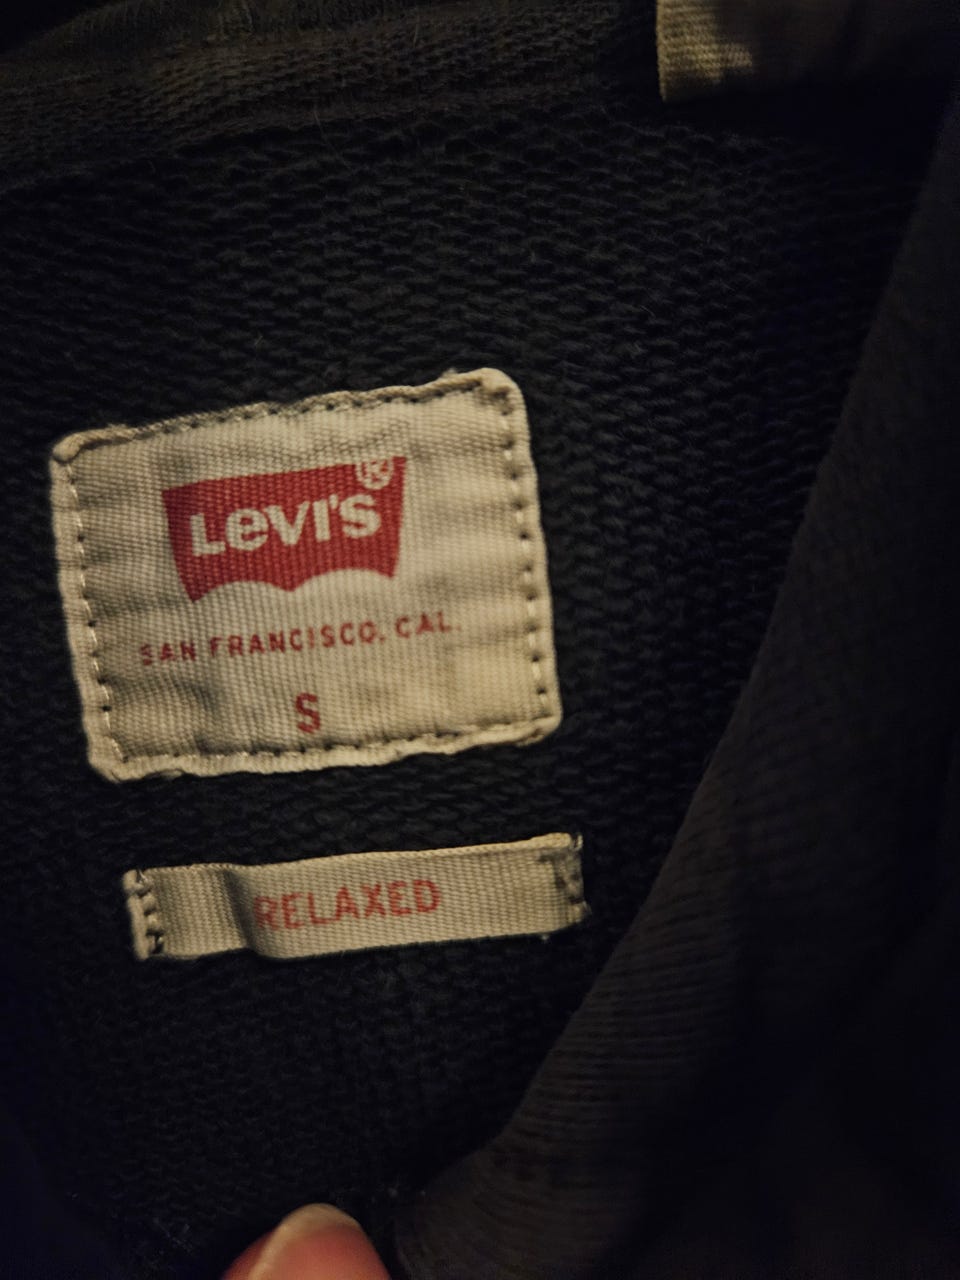 LEVI'S®
SAN FRANCISCO. CAL.
S
RELAXED